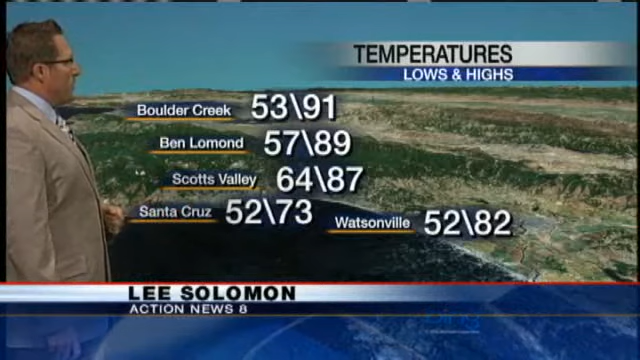 TEMPERATURES
LOWS & HIGHS
Boulder Creek 53\91
Ben Lomond 57\89
Scotts Valley 64\87
Santa Cruz 52\73
Watsonville 52\82
LEE SOLOMON
ACTION NEWS 8